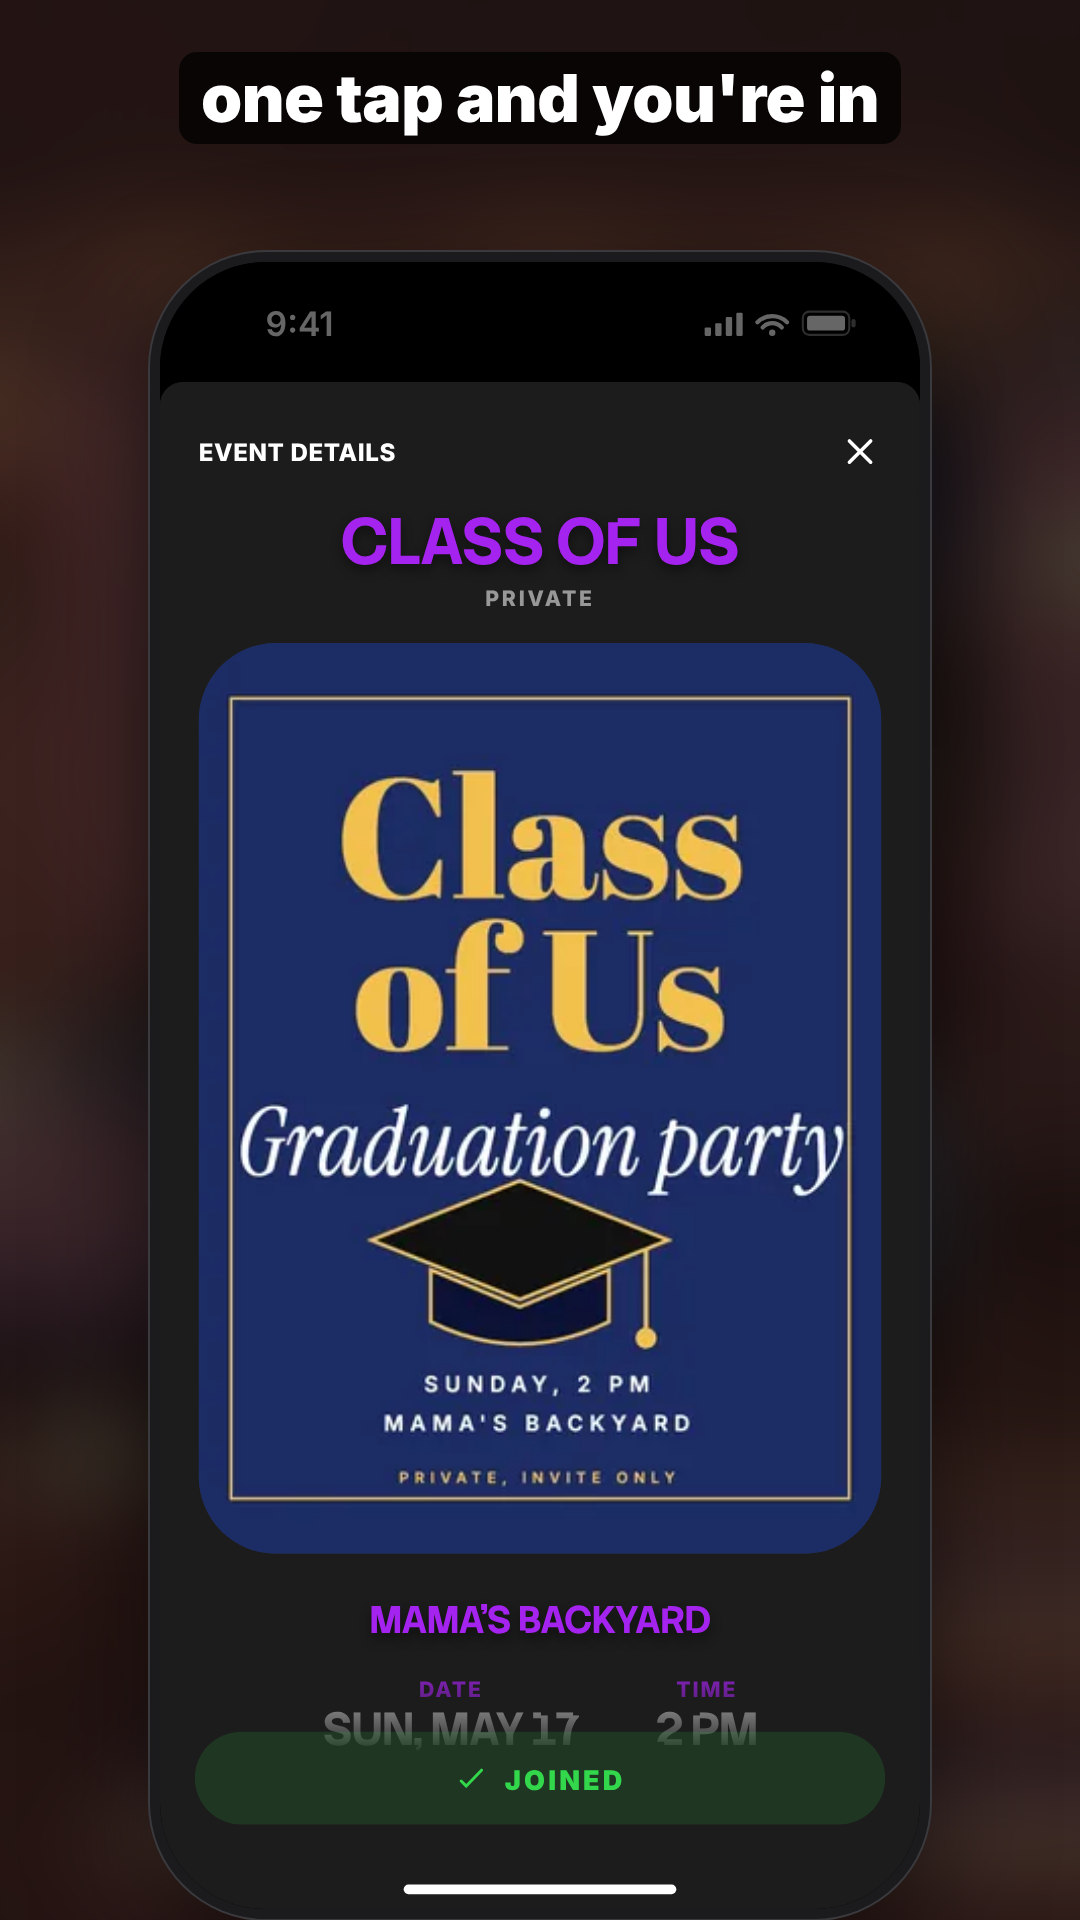 one tap and you're in
9:41
EVENT DETAILS
CLASS OF US
PRIVATE
Class
of Us
Graduation party
SUNDAY, 2 PM
MAMA'S BACKYARD
PRIVATE, INVITE ONLY
MAMA’S BACKYARD
DATE TIME
SUN, MAY 17 2 PM
JOINED